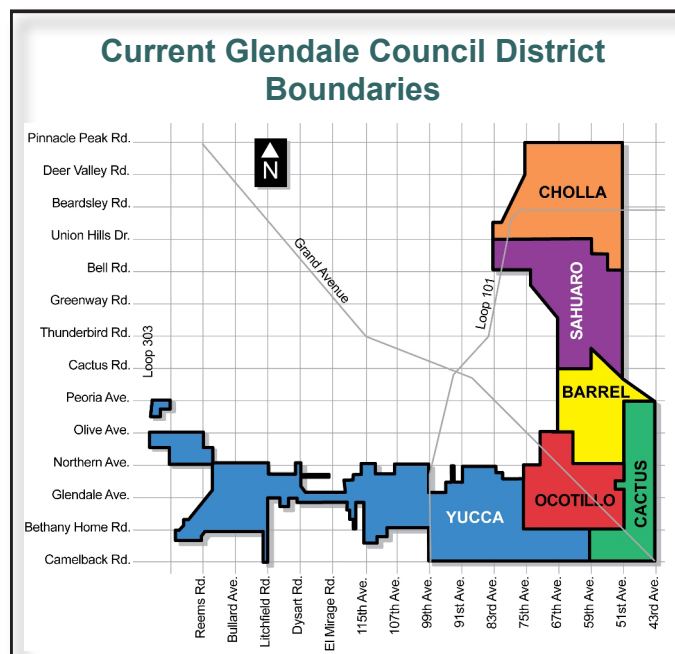 Current Glendale Council District
Boundaries
Pinnacle Peak Rd.
Deer Valley Rd.
Beardsley Rd.
Union Hills Dr.
Bell Rd.
Greenway Rd.
Thunderbird Rd.
Cactus Rd.
Peoria Ave.
Olive Ave.
Northern Ave.
Glendale Ave.
Bethany Home Rd.
Camelback Rd.
N
Grand Avenue
Loop 101
Loop 303
CHOLLA
SAHUARO
BARREL
OCOTILLO
CACTUS
YUCCA
Reems Rd.
Bullard Ave.
Litchfield Rd.
Dysart Rd.
El Mirage Rd.
115th Ave.
107th Ave.
99th Ave.
91st Ave.
83rd Ave.
75th Ave.
67th Ave.
59th Ave.
51st Ave.
43rd Ave.